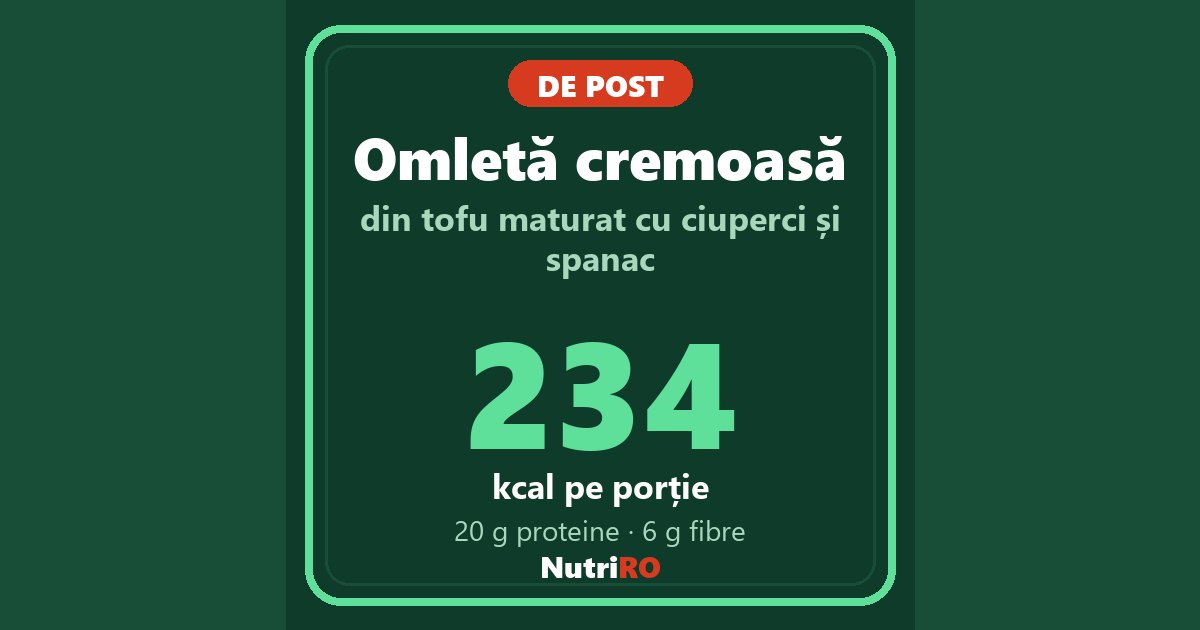 DE POST
Omletă cremoasă
din tofu maturat cu ciuperci și
spanac
234
kcal pe porție
20 g proteine · 6 g fibre
NutriRO